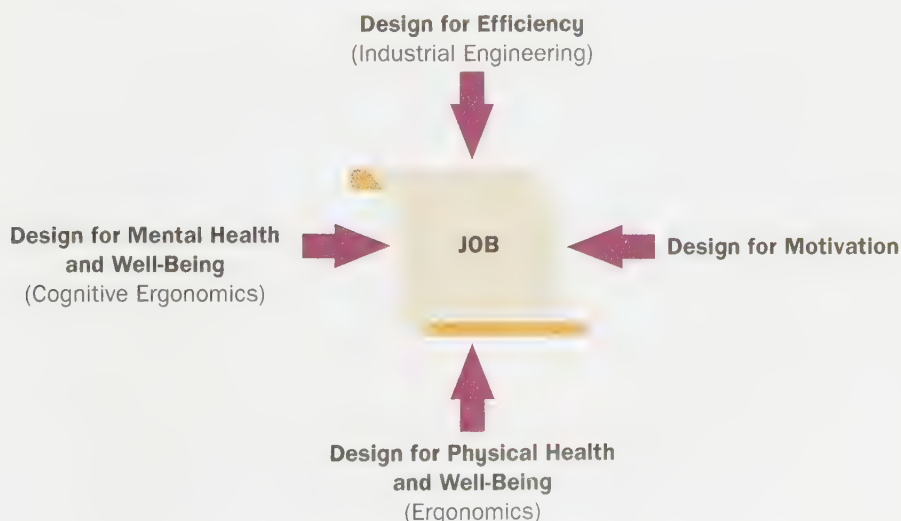 Design for Efficiency
(Industrial Engineering)
Design for Mental Health
and Well-Being
(Cognitive Ergonomics)
JOB
Design for Motivation
Design for Physical Health
and Well-Being
(Ergonomics)